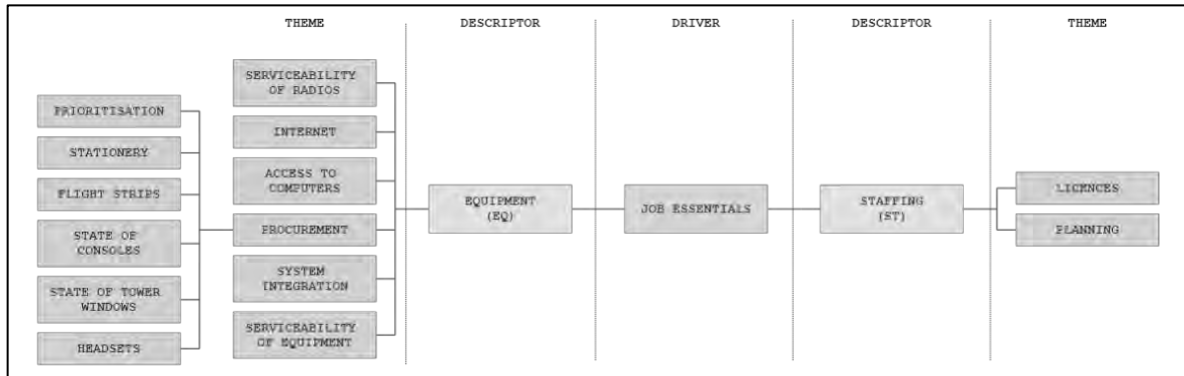 THEME
DESCRIPTOR
DRIVER
DESCRIPTOR
THEME
PRIORITISATION
STATIONERY
FLIGHT STRIPS
STATE OF
CONSOLES
STATE OF TOWER
WINDOWS
HEADSETS
SERVICEABILITY
OF RADIOS
INTERNET
ACCESS TO
COMPUTERS
PROCUREMENT
SYSTEM
INTEGRATION
SERVICEABILITY
OF EQUIPMENT
EQUIPMENT
(EQ)
JOB ESSENTIALS
STAFFING
(ST)
LICENCES
PLANNING